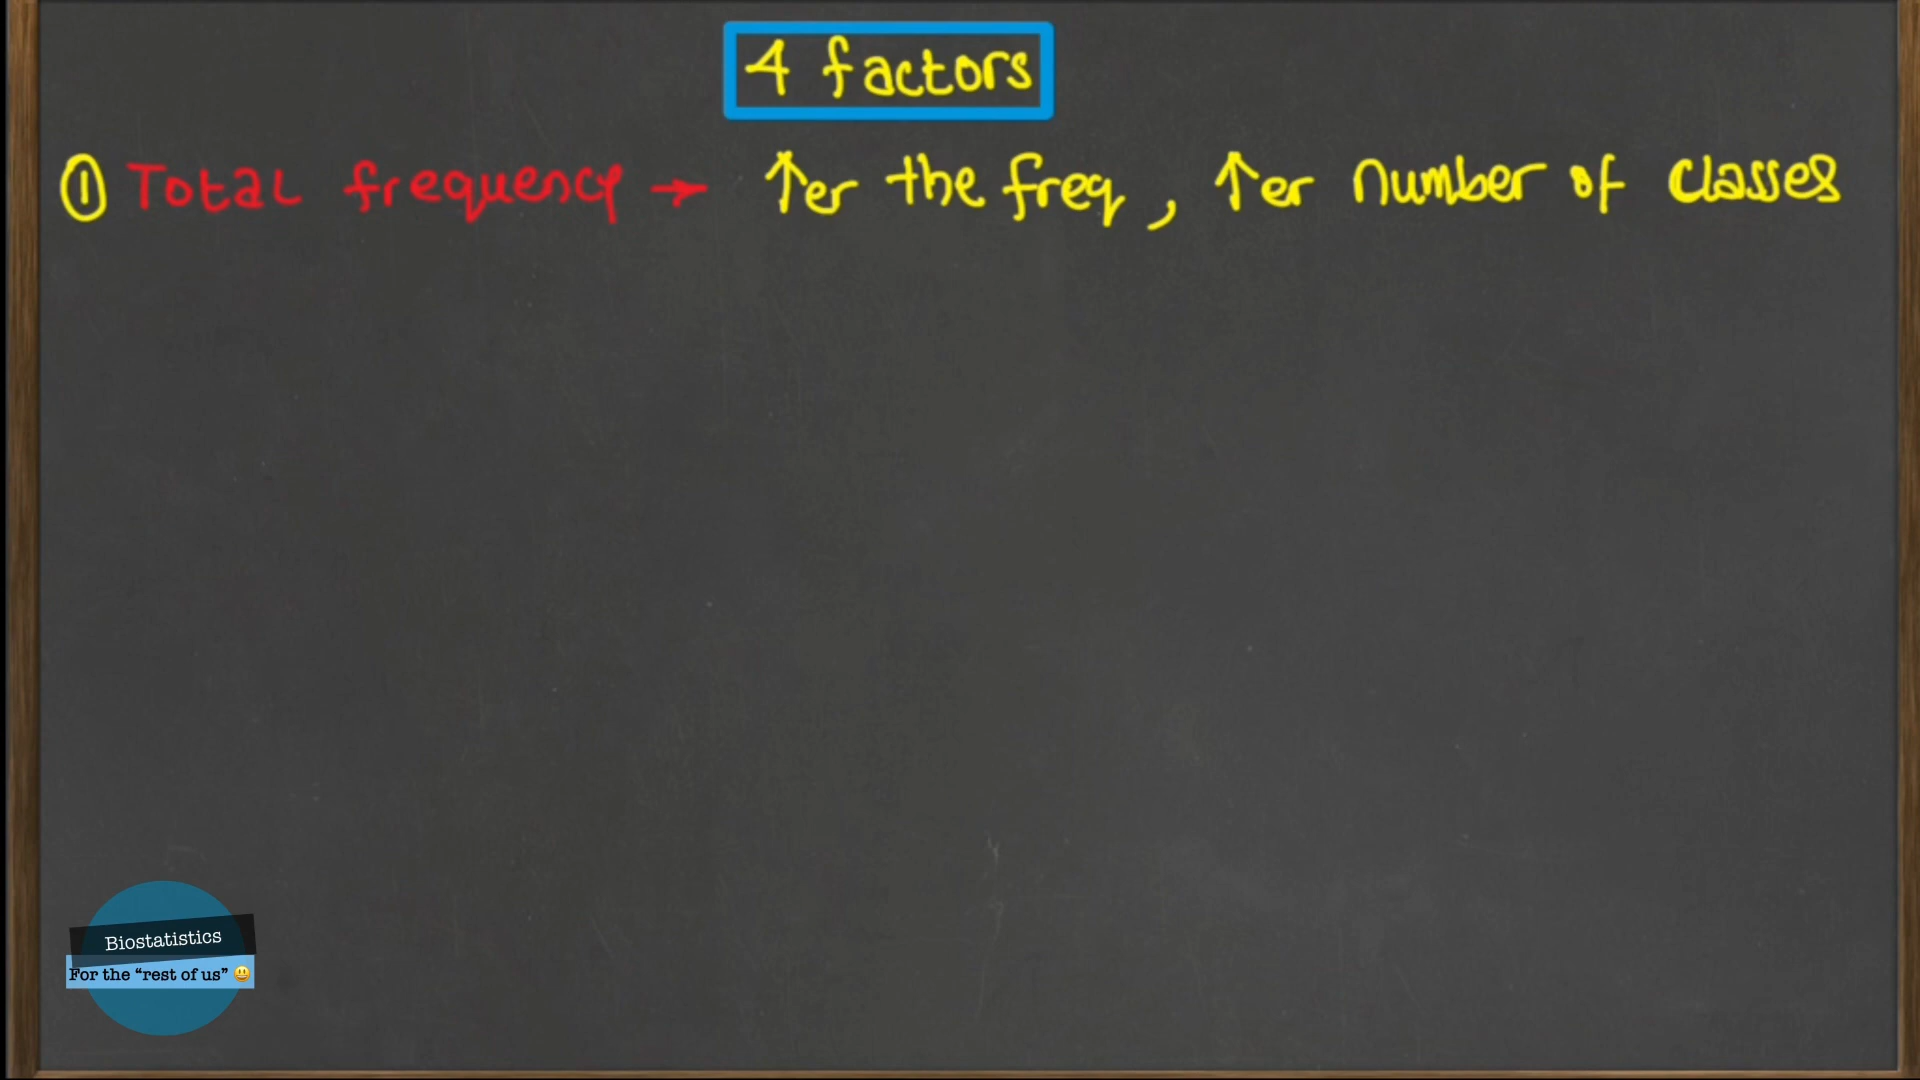 4 factors
① Total frequency → ↑er the freq, ↑er number of classes
Biostatistics
For the “rest of us” 😃